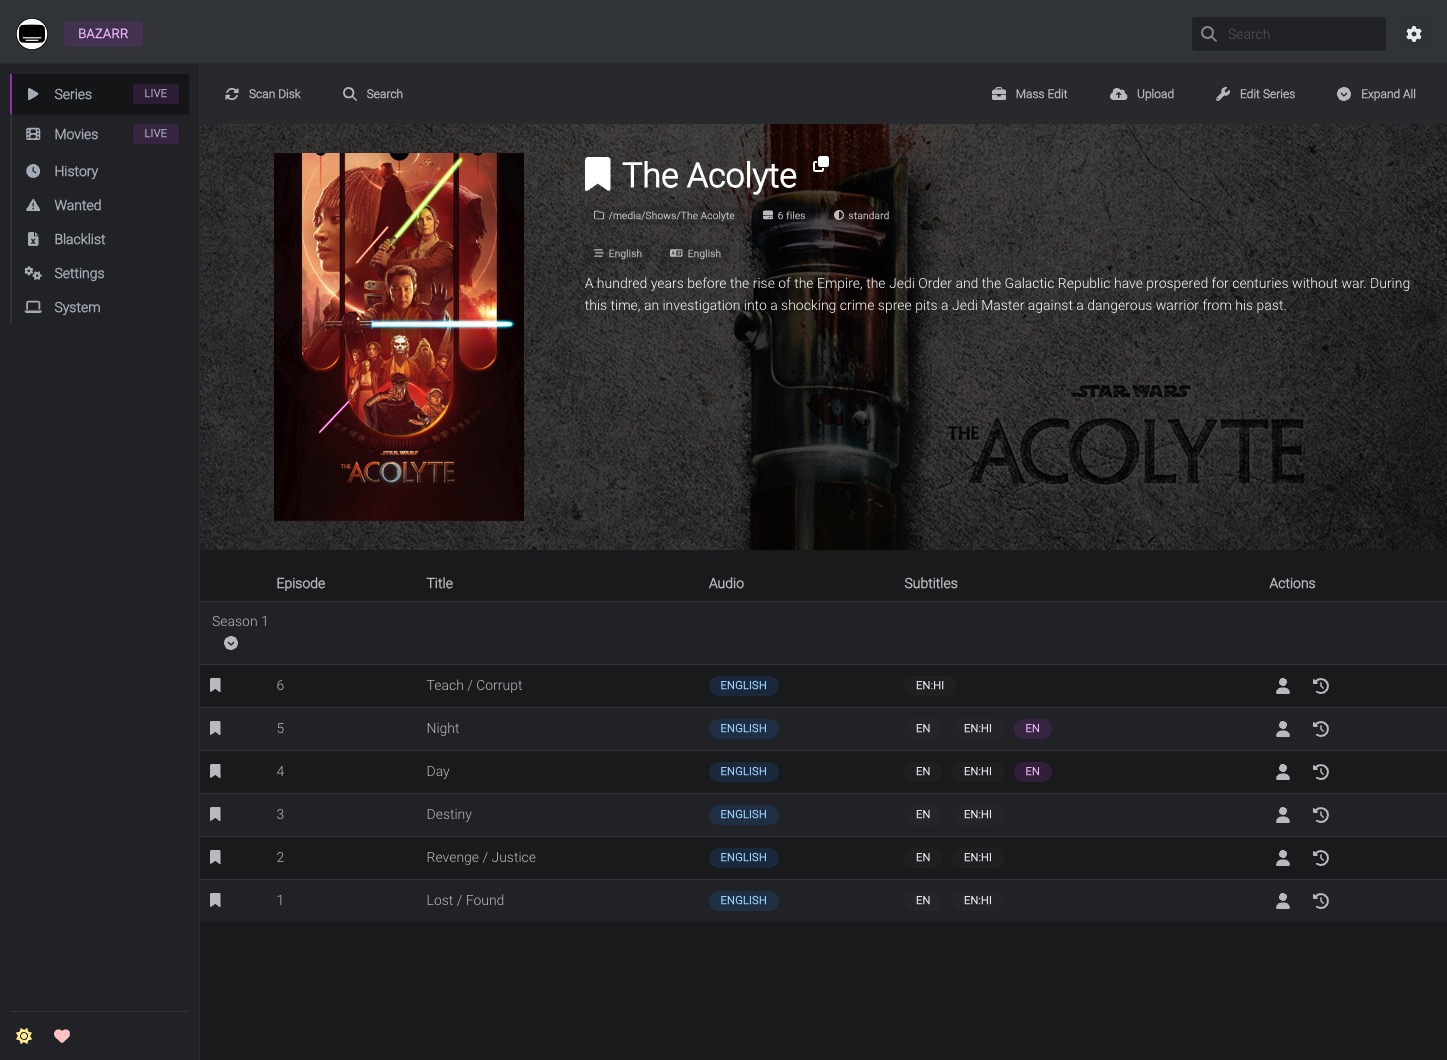 BAZARR
Search
Series LIVE
Movies LIVE
History
Wanted
Blacklist
Settings
System
Scan Disk Search Mass Edit Upload Edit Series Expand All
The Acolyte
/media/Shows/The Acolyte 6 files standard
English English
A hundred years before the rise of the Empire, the Jedi Order and the Galactic Republic have prospered for centuries without war. During
this time, an investigation into a shocking crime spree pits a Jedi Master against a dangerous warrior from his past.
STAR WARS
THE ACOLYTE
STAR WARS
THE ACOLYTE
Episode Title Audio Subtitles Actions
Season 1
6 Teach / Corrupt ENGLISH EN:HI
5 Night ENGLISH EN EN:HI EN
4 Day ENGLISH EN EN:HI EN
3 Destiny ENGLISH EN EN:HI
2 Revenge / Justice ENGLISH EN EN:HI
1 Lost / Found ENGLISH EN EN:HI